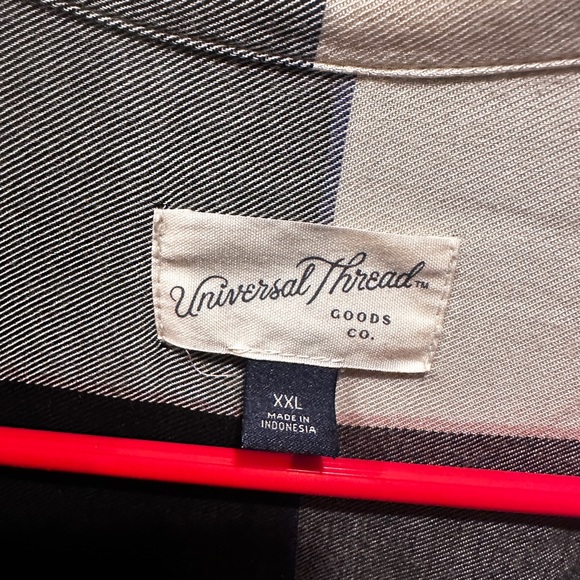 Universal Thread™
GOODS
CO.
XXL
MADE IN
INDONESIA